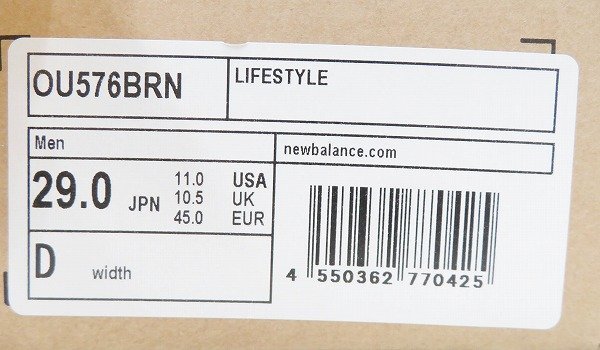 OU576BRN
LIFESTYLE
Men
newbalance.com
29.0 JPN
11.0 USA
10.5 UK
45.0 EUR
D width
4 550362 770425